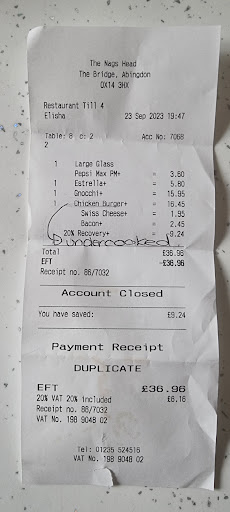 The Nags Head
The Bridge, Abingdon
OX14 3HX
Restaurant Till 4
Elisha 23 Sep 2023 19:47
Table: 8 c: 2 Acc No: 7068
2
1 Large Glass
Pepsi Max PM+ = 3.60
1 Estrella+ = 5.80
1 Gnocchi+ = 15.95
1 Chicken Burger+ = 16.45
Swiss Cheese+ = 1.95
Bacon+ = 2.45
20% Recovery+ = -9.24
undercooked.
Total £36.96
EFT -£36.96
Receipt no. 86/7032
Account Closed
You have saved: £9.24
Payment Receipt
DUPLICATE
EFT £36.96
20% VAT 20% included £6.16
Receipt no. 86/7032
VAT No. 198 9048 02
Tel: 01235 524516
VAT No. 198 9048 02